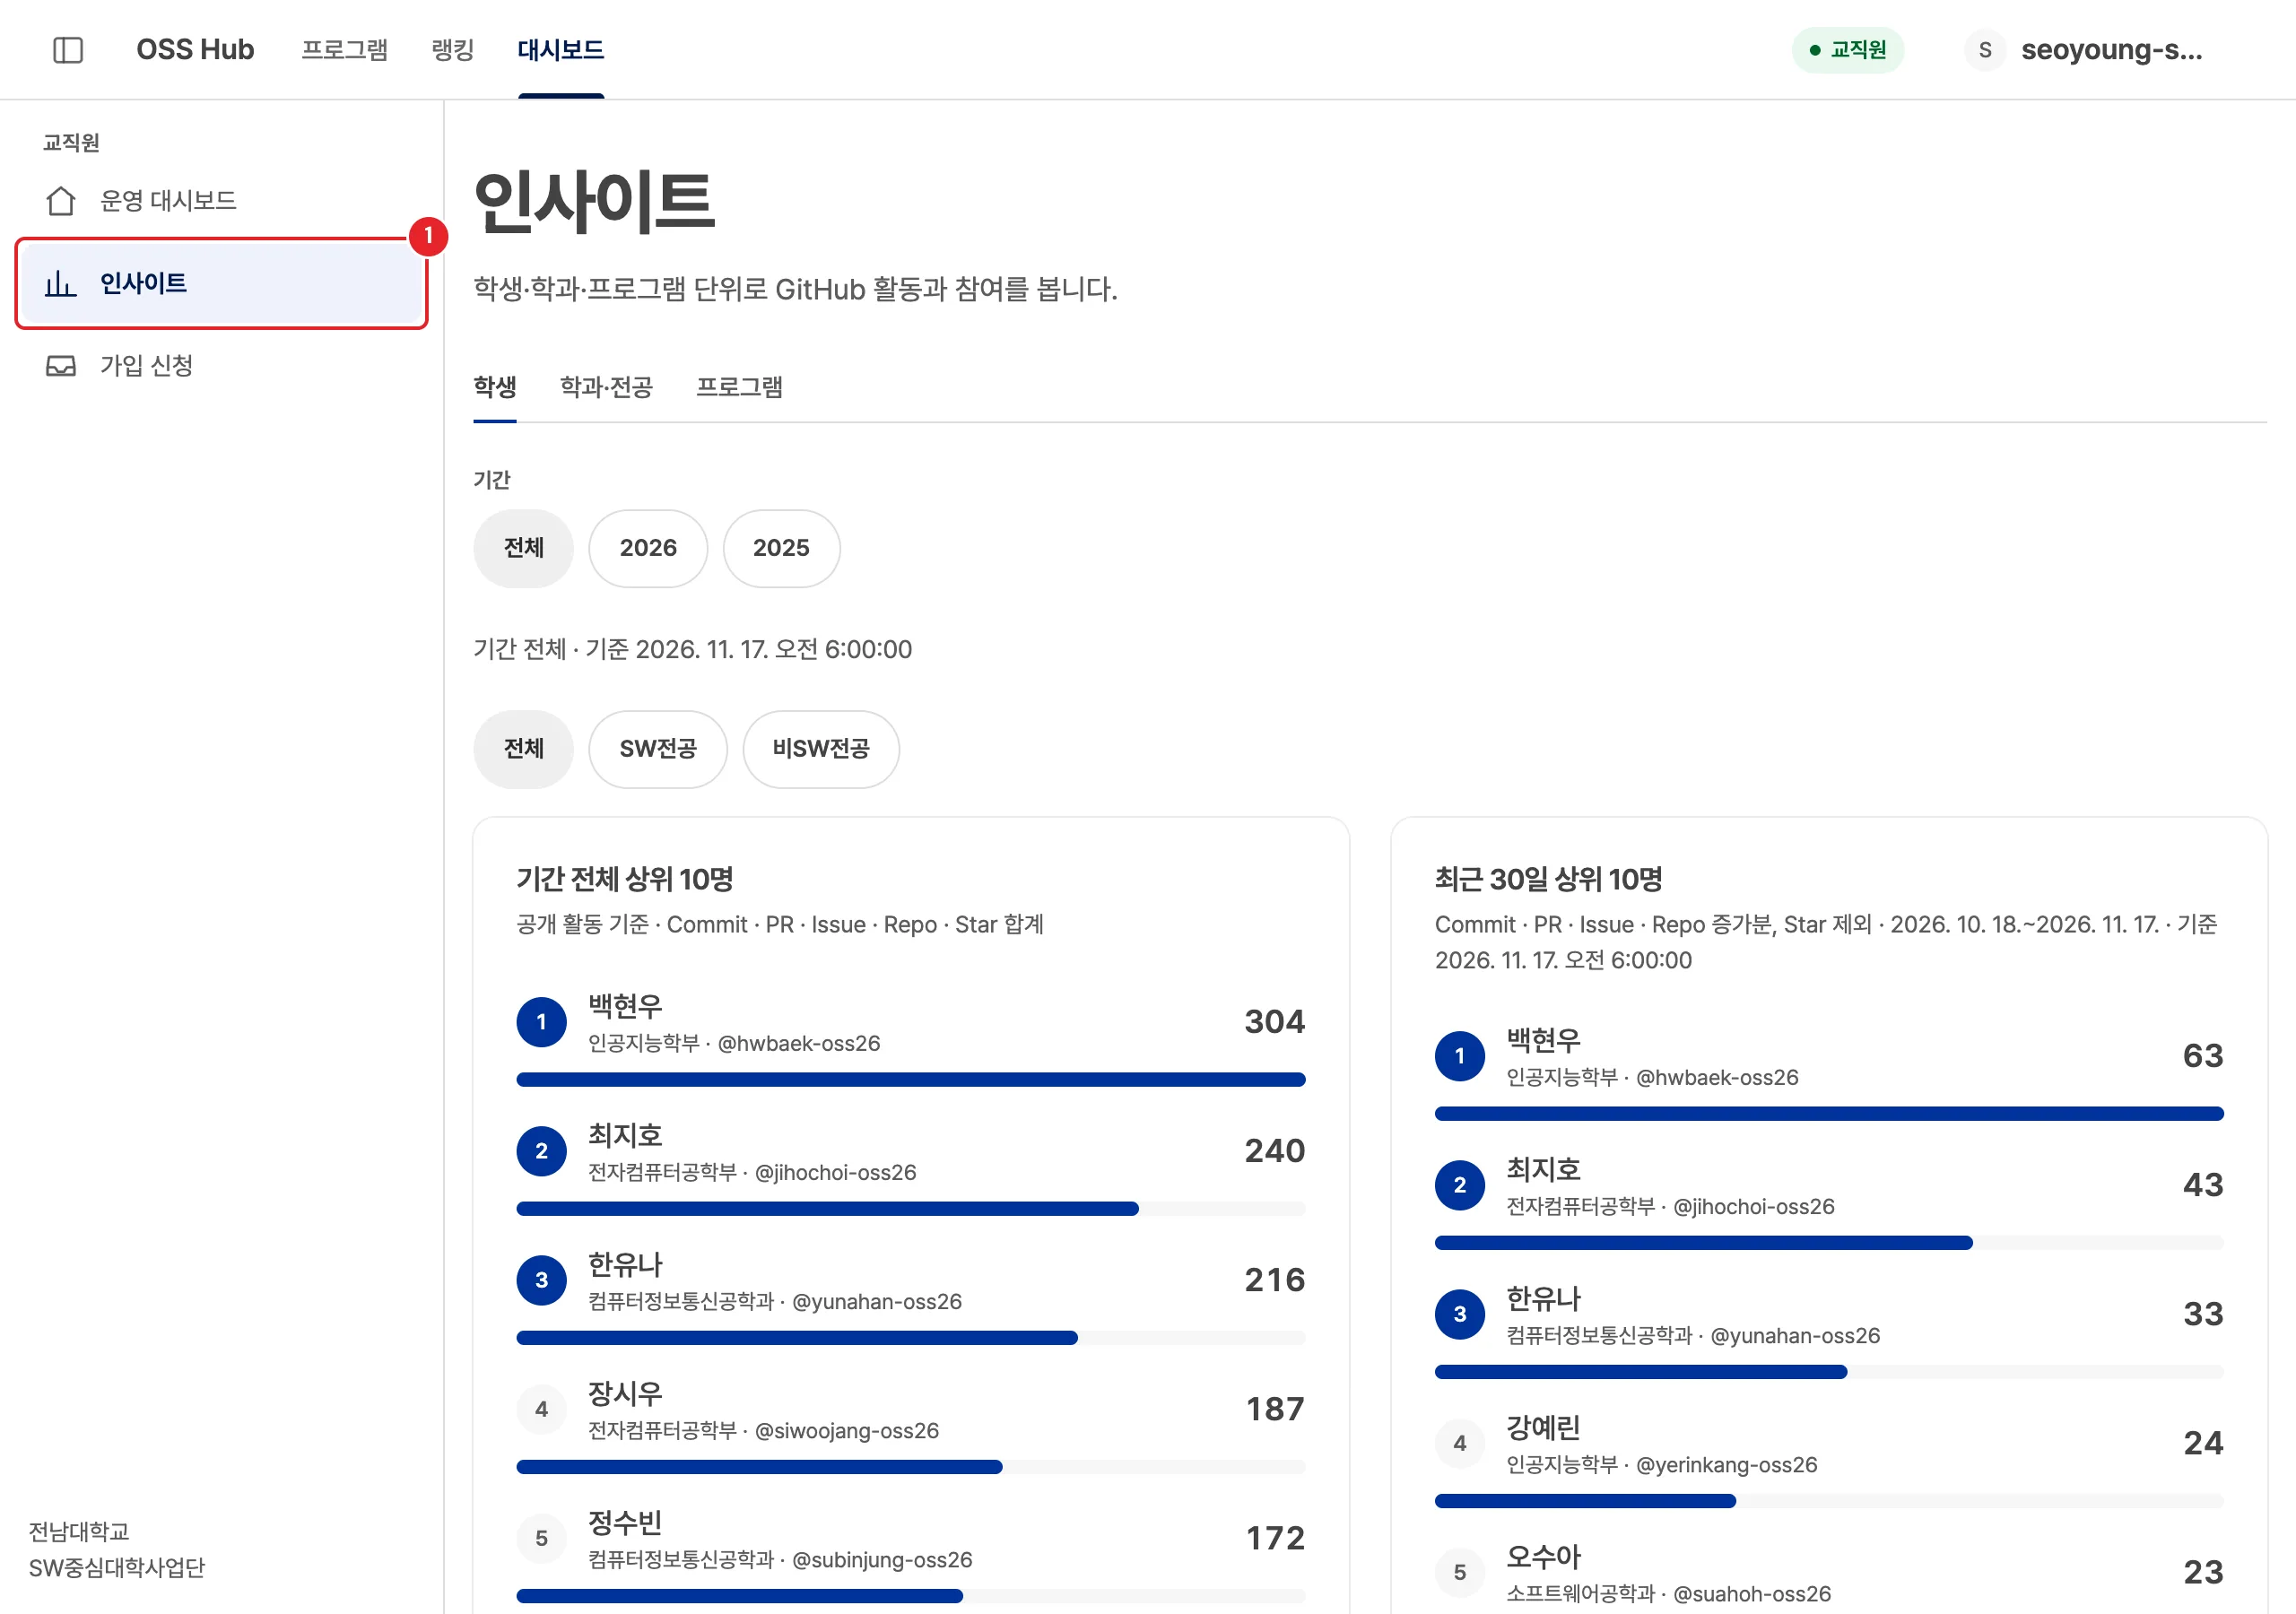 OSS Hub
프로그램
랭킹
대시보드
교직원
S
seoyoung-s...
교직원
운영 대시보드
1
인사이트
가입 신청
전남대학교
SW중심대학사업단
인사이트
학생·학과·프로그램 단위로 GitHub 활동과 참여를 봅니다.
학생
학과·전공
프로그램
기간
전체
2026
2025
기간 전체 · 기준 2026. 11. 17. 오전 6:00:00
전체
SW전공
비SW전공
기간 전체 상위 10명
공개 활동 기준 · Commit · PR · Issue · Repo · Star 합계
1
백현우
인공지능학부 · @hwbaek-oss26
304
2
최지호
전자컴퓨터공학부 · @jihochoi-oss26
240
3
한유나
컴퓨터정보통신공학과 · @yunahan-oss26
216
4
장시우
전자컴퓨터공학부 · @siwoojang-oss26
187
5
정수빈
컴퓨터정보통신공학과 · @subinjung-oss26
172
최근 30일 상위 10명
Commit · PR · Issue · Repo 증가분, Star 제외 · 2026. 10. 18.~2026. 11. 17. · 기준
2026. 11. 17. 오전 6:00:00
1
백현우
인공지능학부 · @hwbaek-oss26
63
2
최지호
전자컴퓨터공학부 · @jihochoi-oss26
43
3
한유나
컴퓨터정보통신공학과 · @yunahan-oss26
33
4
강예린
인공지능학부 · @yerinkang-oss26
24
5
오수아
소프트웨어공학과 · @suahoh-oss26
23